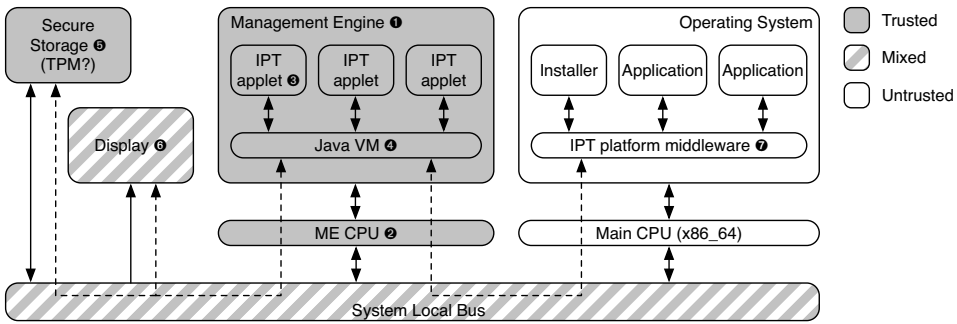 Secure
Storage ❺
(TPM?)
Management Engine ❶
Operating System
Trusted
Mixed
Untrusted
IPT
applet ❸
IPT
applet
IPT
applet
Installer
Application
Application
Display ❻
Java VM ❹
IPT platform middleware ❼
ME CPU ❷
Main CPU (x86_64)
System Local Bus